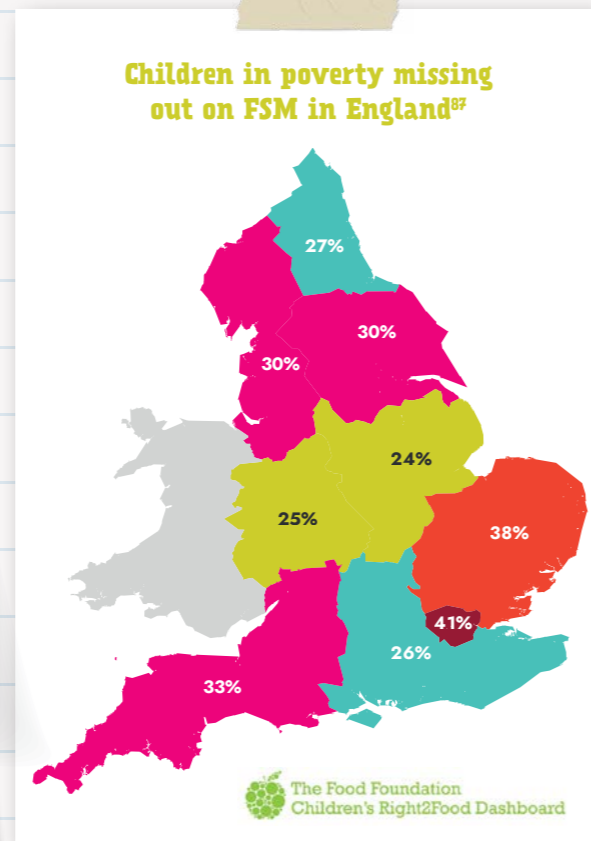 Children in poverty missing
out on FSM in England⁸⁷
27%
30%
30%
24%
25%
38%
41%
26%
33%
The Food Foundation
Children's Right2Food Dashboard